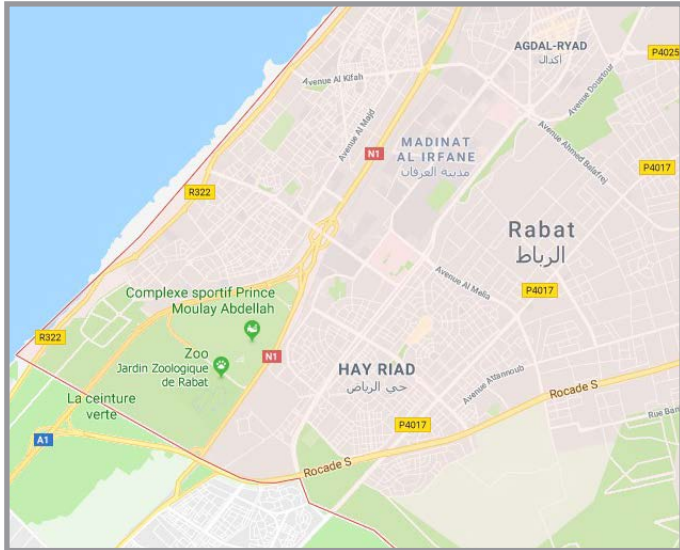 AGDAL-RYAD
أكدال
P4025
Avenue Al Kifah
Avenue Doustour
Avenue Al Majd
MADINAT
AL IRFANE
مدينة العرفان
N1
Avenue Ahmed Balafrej
P4017
R322
Rabat
الرباط
Avenue Al Melia
P4017
Complexe sportif Prince
Moulay Abdellah
R322
Zoo
Jardin Zoologique
de Rabat
N1
HAY RIAD
حي الرياض
Avenue Attannoub
Rocade S
La ceinture
verte
P4017
Rue Ban
A1
Rocade S